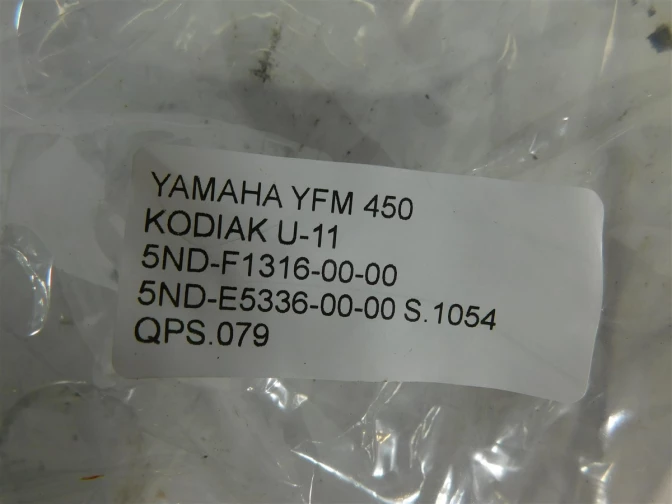 YAMAHA YFM 450
KODIAK U-11
5ND-F1316-00-00
5ND-E5336-00-00 S.1054
QPS.079